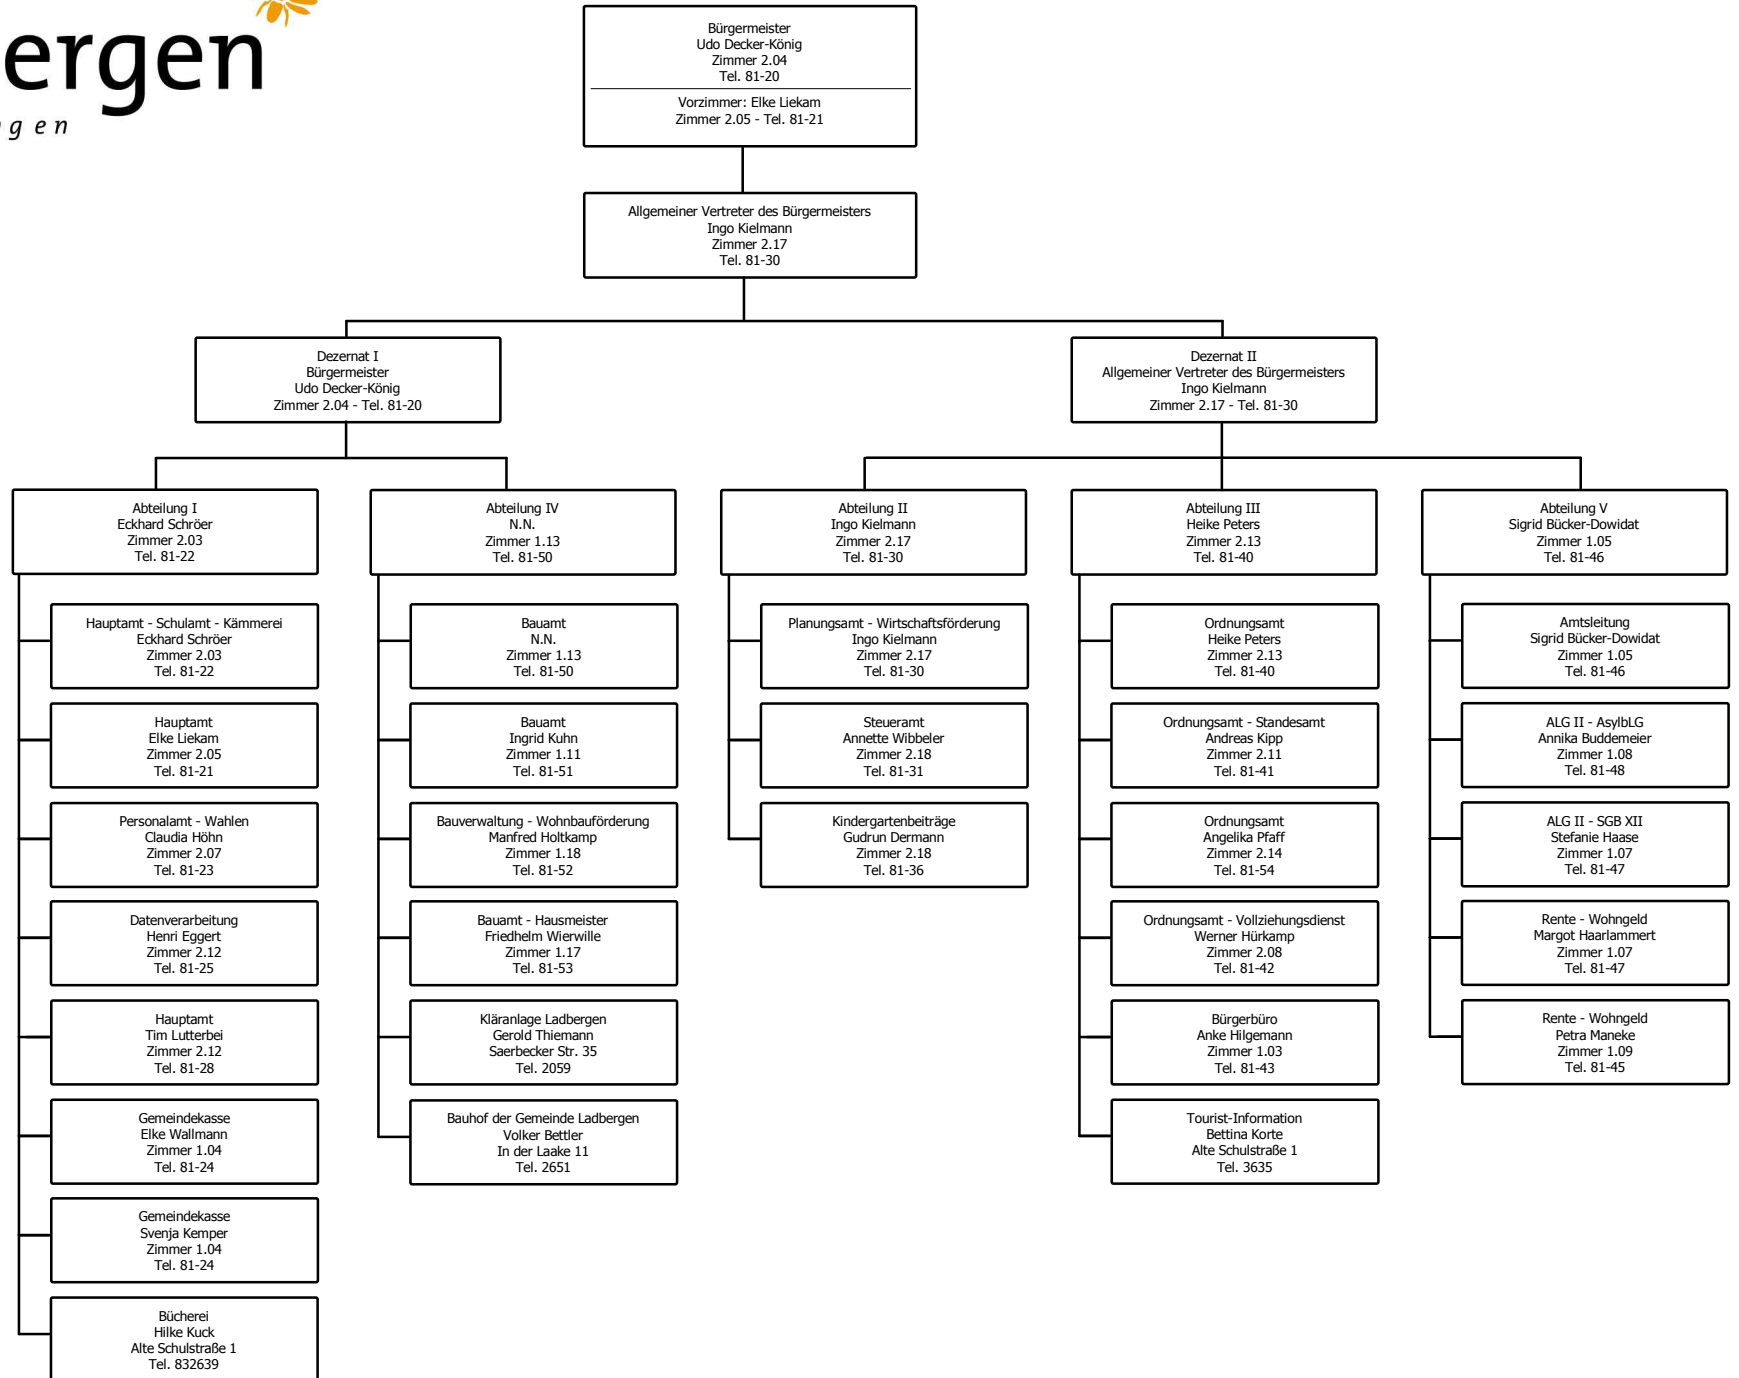 ergen
gen
Bürgermeister
Udo Decker-König
Zimmer 2.04
Tel. 81-20
Vorzimmer: Elke Liekam
Zimmer 2.05 - Tel. 81-21
Allgemeiner Vertreter des Bürgermeisters
Ingo Kielmann
Zimmer 2.17
Tel. 81-30
Dezernat I
Bürgermeister
Udo Decker-König
Zimmer 2.04 - Tel. 81-20
Dezernat II
Allgemeiner Vertreter des Bürgermeisters
Ingo Kielmann
Zimmer 2.17 - Tel. 81-30
Abteilung I
Eckhard Schröer
Zimmer 2.03
Tel. 81-22
Hauptamt - Schulamt - Kämmerei
Eckhard Schröer
Zimmer 2.03
Tel. 81-22
Hauptamt
Elke Liekam
Zimmer 2.05
Tel. 81-21
Personalamt - Wahlen
Claudia Höhn
Zimmer 2.07
Tel. 81-23
Datenverarbeitung
Henri Eggert
Zimmer 2.12
Tel. 81-25
Hauptamt
Tim Lutterbei
Zimmer 2.12
Tel. 81-28
Gemeindekasse
Elke Wallmann
Zimmer 1.04
Tel. 81-24
Gemeindekasse
Svenja Kemper
Zimmer 1.04
Tel. 81-24
Bücherei
Hilke Kuck
Alte Schulstraße 1
Tel. 832639
Abteilung IV
N.N.
Zimmer 1.13
Tel. 81-50
Bauamt
N.N.
Zimmer 1.13
Tel. 81-50
Bauamt
Ingrid Kuhn
Zimmer 1.11
Tel. 81-51
Bauverwaltung - Wohnbauförderung
Manfred Holtkamp
Zimmer 1.18
Tel. 81-52
Bauamt - Hausmeister
Friedhelm Wierwille
Zimmer 1.17
Tel. 81-53
Kläranlage Ladbergen
Gerold Thiemann
Saerbecker Str. 35
Tel. 2059
Bauhof der Gemeinde Ladbergen
Volker Bettler
In der Laake 11
Tel. 2651
Abteilung II
Ingo Kielmann
Zimmer 2.17
Tel. 81-30
Planungsamt - Wirtschaftsförderung
Ingo Kielmann
Zimmer 2.17
Tel. 81-30
Steueramt
Annette Wibbeler
Zimmer 2.18
Tel. 81-31
Kindergartenbeiträge
Gudrun Dermann
Zimmer 2.18
Tel. 81-36
Abteilung III
Heike Peters
Zimmer 2.13
Tel. 81-40
Ordnungsamt
Heike Peters
Zimmer 2.13
Tel. 81-40
Ordnungsamt - Standesamt
Andreas Kipp
Zimmer 2.11
Tel. 81-41
Ordnungsamt
Angelika Pfaff
Zimmer 2.14
Tel. 81-54
Ordnungsamt - Vollziehungsdienst
Werner Hürkamp
Zimmer 2.08
Tel. 81-42
Bürgerbüro
Anke Hilgemann
Zimmer 1.03
Tel. 81-43
Tourist-Information
Bettina Korte
Alte Schulstraße 1
Tel. 3635
Abteilung V
Sigrid Bücker-Dowidat
Zimmer 1.05
Tel. 81-46
Amtsleitung
Sigrid Bücker-Dowidat
Zimmer 1.05
Tel. 81-46
ALG II - AsylbLG
Annika Buddemeier
Zimmer 1.08
Tel. 81-48
ALG II - SGB XII
Stefanie Haase
Zimmer 1.07
Tel. 81-47
Rente - Wohngeld
Margot Haarlammert
Zimmer 1.07
Tel. 81-47
Rente - Wohngeld
Petra Maneke
Zimmer 1.09
Tel. 81-45